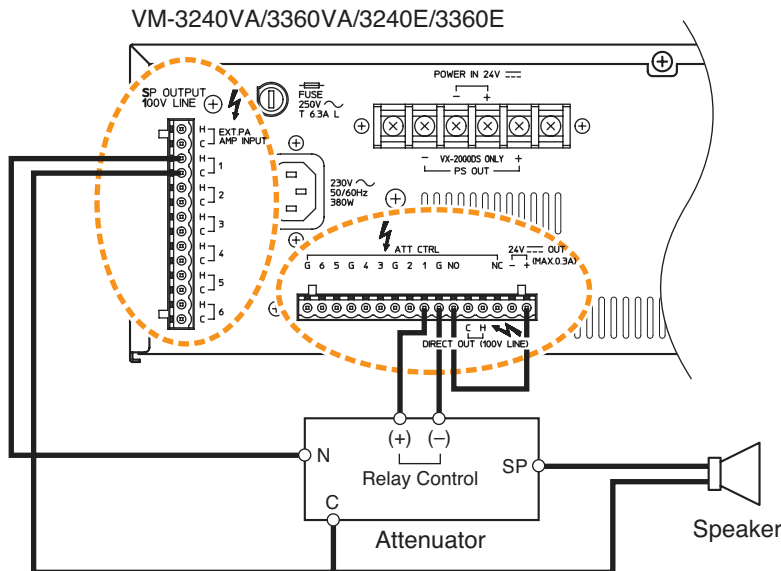 VM-3240VA/3360VA/3240E/3360E
SP OUTPUT
100V LINE
FUSE
250V
T 6.3A L
POWER IN 24V
− +
H
C
EXT.PA
AMP INPUT
H
C
1
H
C
2
H
C
3
H
C
4
H
C
5
H
C
6
− VX-2000DS ONLY +
PS OUT
230V
50/60Hz
380W
ATT CTRL
24V OUT
(MAX.0.3A)
G 6 5 G 4 3 G 2 1 G NO NC − +
C H
DIRECT OUT (100V LINE)
(+) (−)
Relay Control
N
SP
C
Attenuator
Speaker